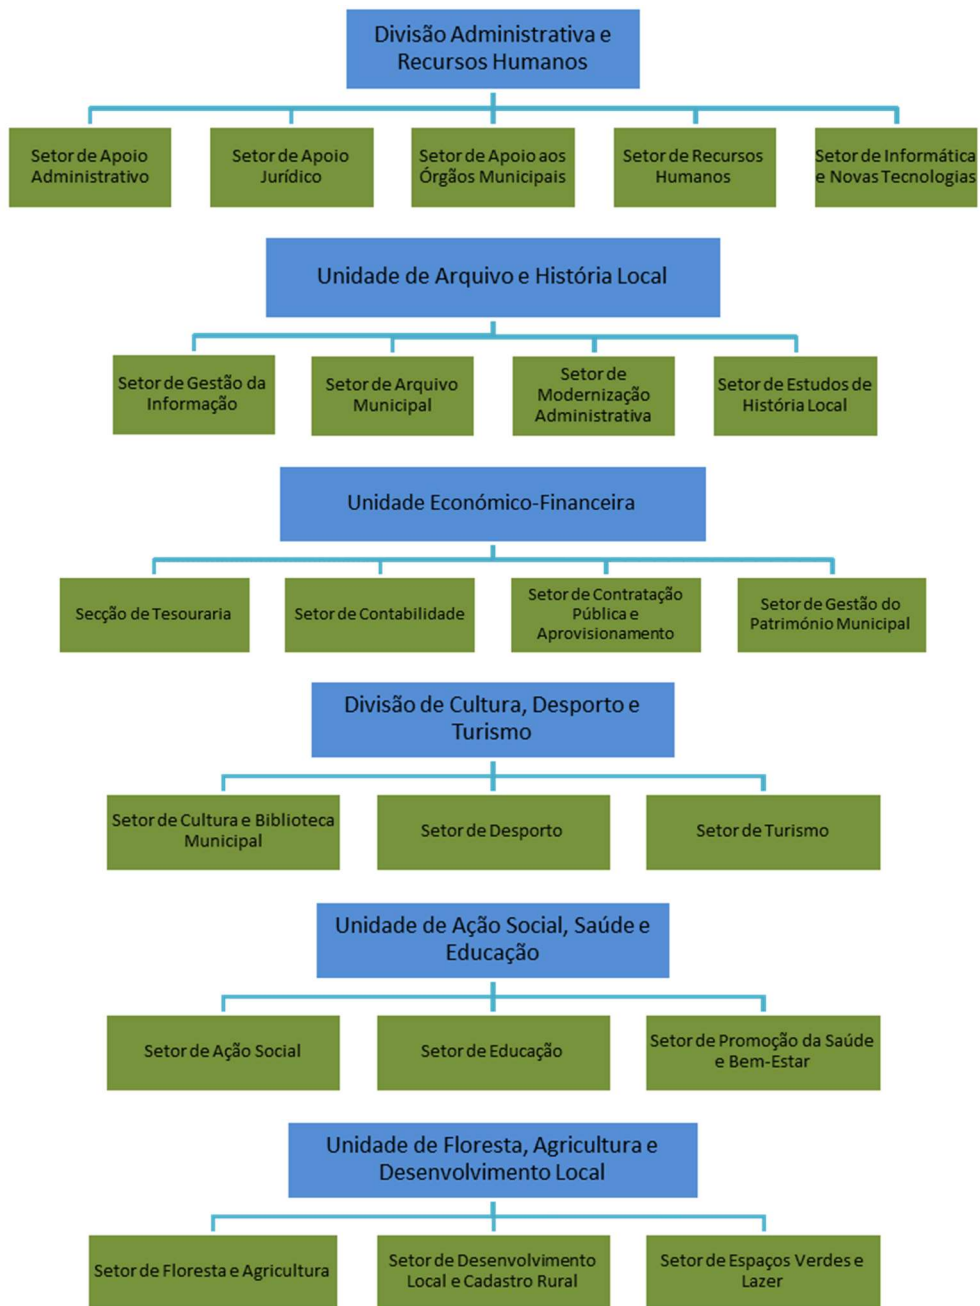 Divisão Administrativa e
Recursos Humanos
Setor de Apoio
Administrativo
Setor de Apoio
Jurídico
Setor de Apoio aos
Órgãos Municipais
Setor de Recursos
Humanos
Setor de Informática
e Novas Tecnologias
Unidade de Arquivo e História Local
Setor de Gestão da
Informação
Setor de Arquivo
Municipal
Setor de
Modernização
Administrativa
Setor de Estudos de
História Local
Unidade Económico-Financeira
Secção de Tesouraria
Setor de Contabilidade
Setor de Contratação
Pública e
Aprovisionamento
Setor de Gestão do
Património Municipal
Divisão de Cultura, Desporto e
Turismo
Setor de Cultura e Biblioteca
Municipal
Setor de Desporto
Setor de Turismo
Unidade de Ação Social, Saúde e
Educação
Setor de Ação Social
Setor de Educação
Setor de Promoção da Saúde
e Bem-Estar
Unidade de Floresta, Agricultura e
Desenvolvimento Local
Setor de Floresta e Agricultura
Setor de Desenvolvimento
Local e Cadastro Rural
Setor de Espaços Verdes e
Lazer